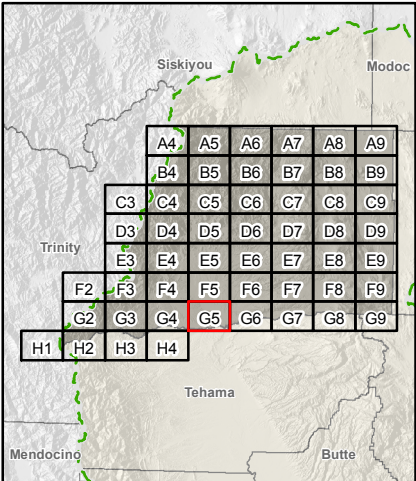 Siskiyou
Modoc
A4 A5 A6 A7 A8 A9
B4 B5 B6 B7 B8 B9
C3 C4 C5 C6 C7 C8 C9
D3 D4 D5 D6 D7 D8 D9
Trinity
E3 E4 E5 E6 E7 E8 E9
F2 F3 F4 F5 F6 F7 F8 F9
G2 G3 G4 G5 G6 G7 G8 G9
H1 H2 H3 H4
Tehama
Mendocino
Butte